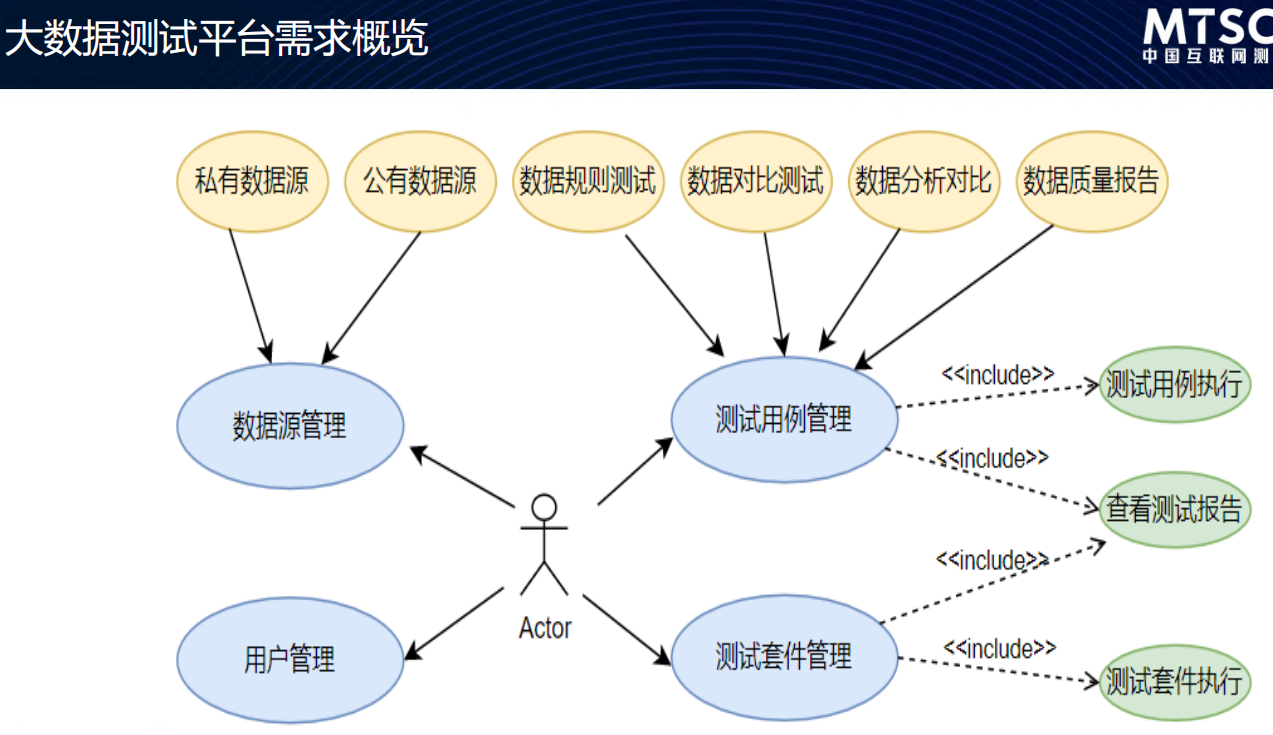 大数据测试平台需求概览
MTSC
中国互联网测
私有数据源
公有数据源
数据规则测试
数据对比测试
数据分析对比
数据质量报告
<<include>>
测试用例执行
数据源管理
测试用例管理
<<include>>
查看测试报告
<<include>>
Actor
用户管理
测试套件管理
<<include>>
测试套件执行